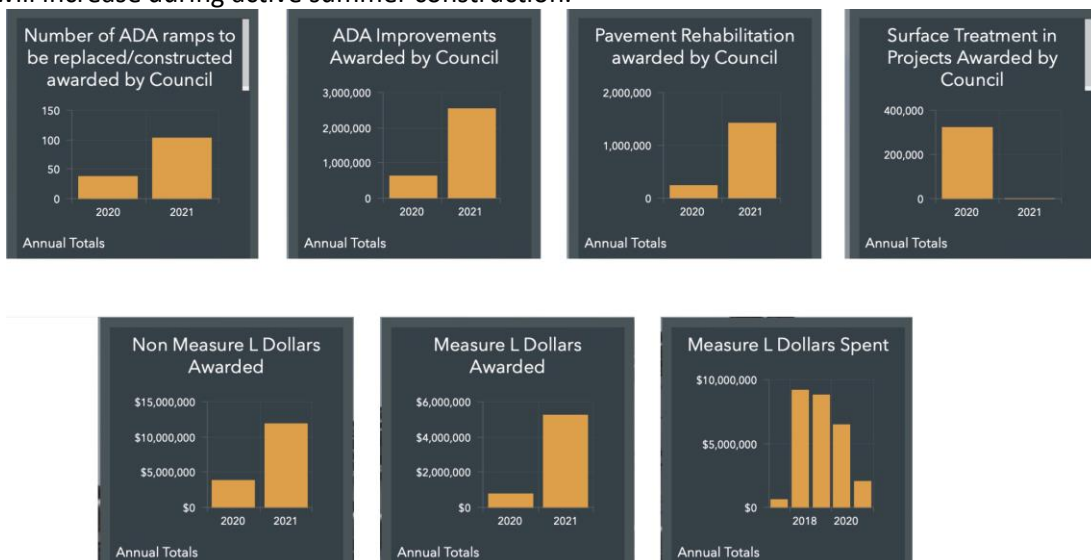 will increase during active summer construction.
Number of ADA ramps to
be replaced/constructed
awarded by Council
150
100
50
0
2020 2021
Annual Totals
ADA Improvements
Awarded by Council
3,000,000
2,000,000
1,000,000
0
2020 2021
Annual Totals
Pavement Rehabilitation
awarded by Council
2,000,000
1,000,000
0
2020 2021
Annual Totals
Surface Treatment in
Projects Awarded by
Council
400,000
200,000
0
2020 2021
Annual Totals
Non Measure L Dollars
Awarded
$15,000,000
$10,000,000
$5,000,000
$0
2020 2021
Annual Totals
Measure L Dollars
Awarded
$6,000,000
$4,000,000
$2,000,000
$0
2020 2021
Annual Totals
Measure L Dollars Spent
$10,000,000
$5,000,000
$0
2018 2020
Annual Totals